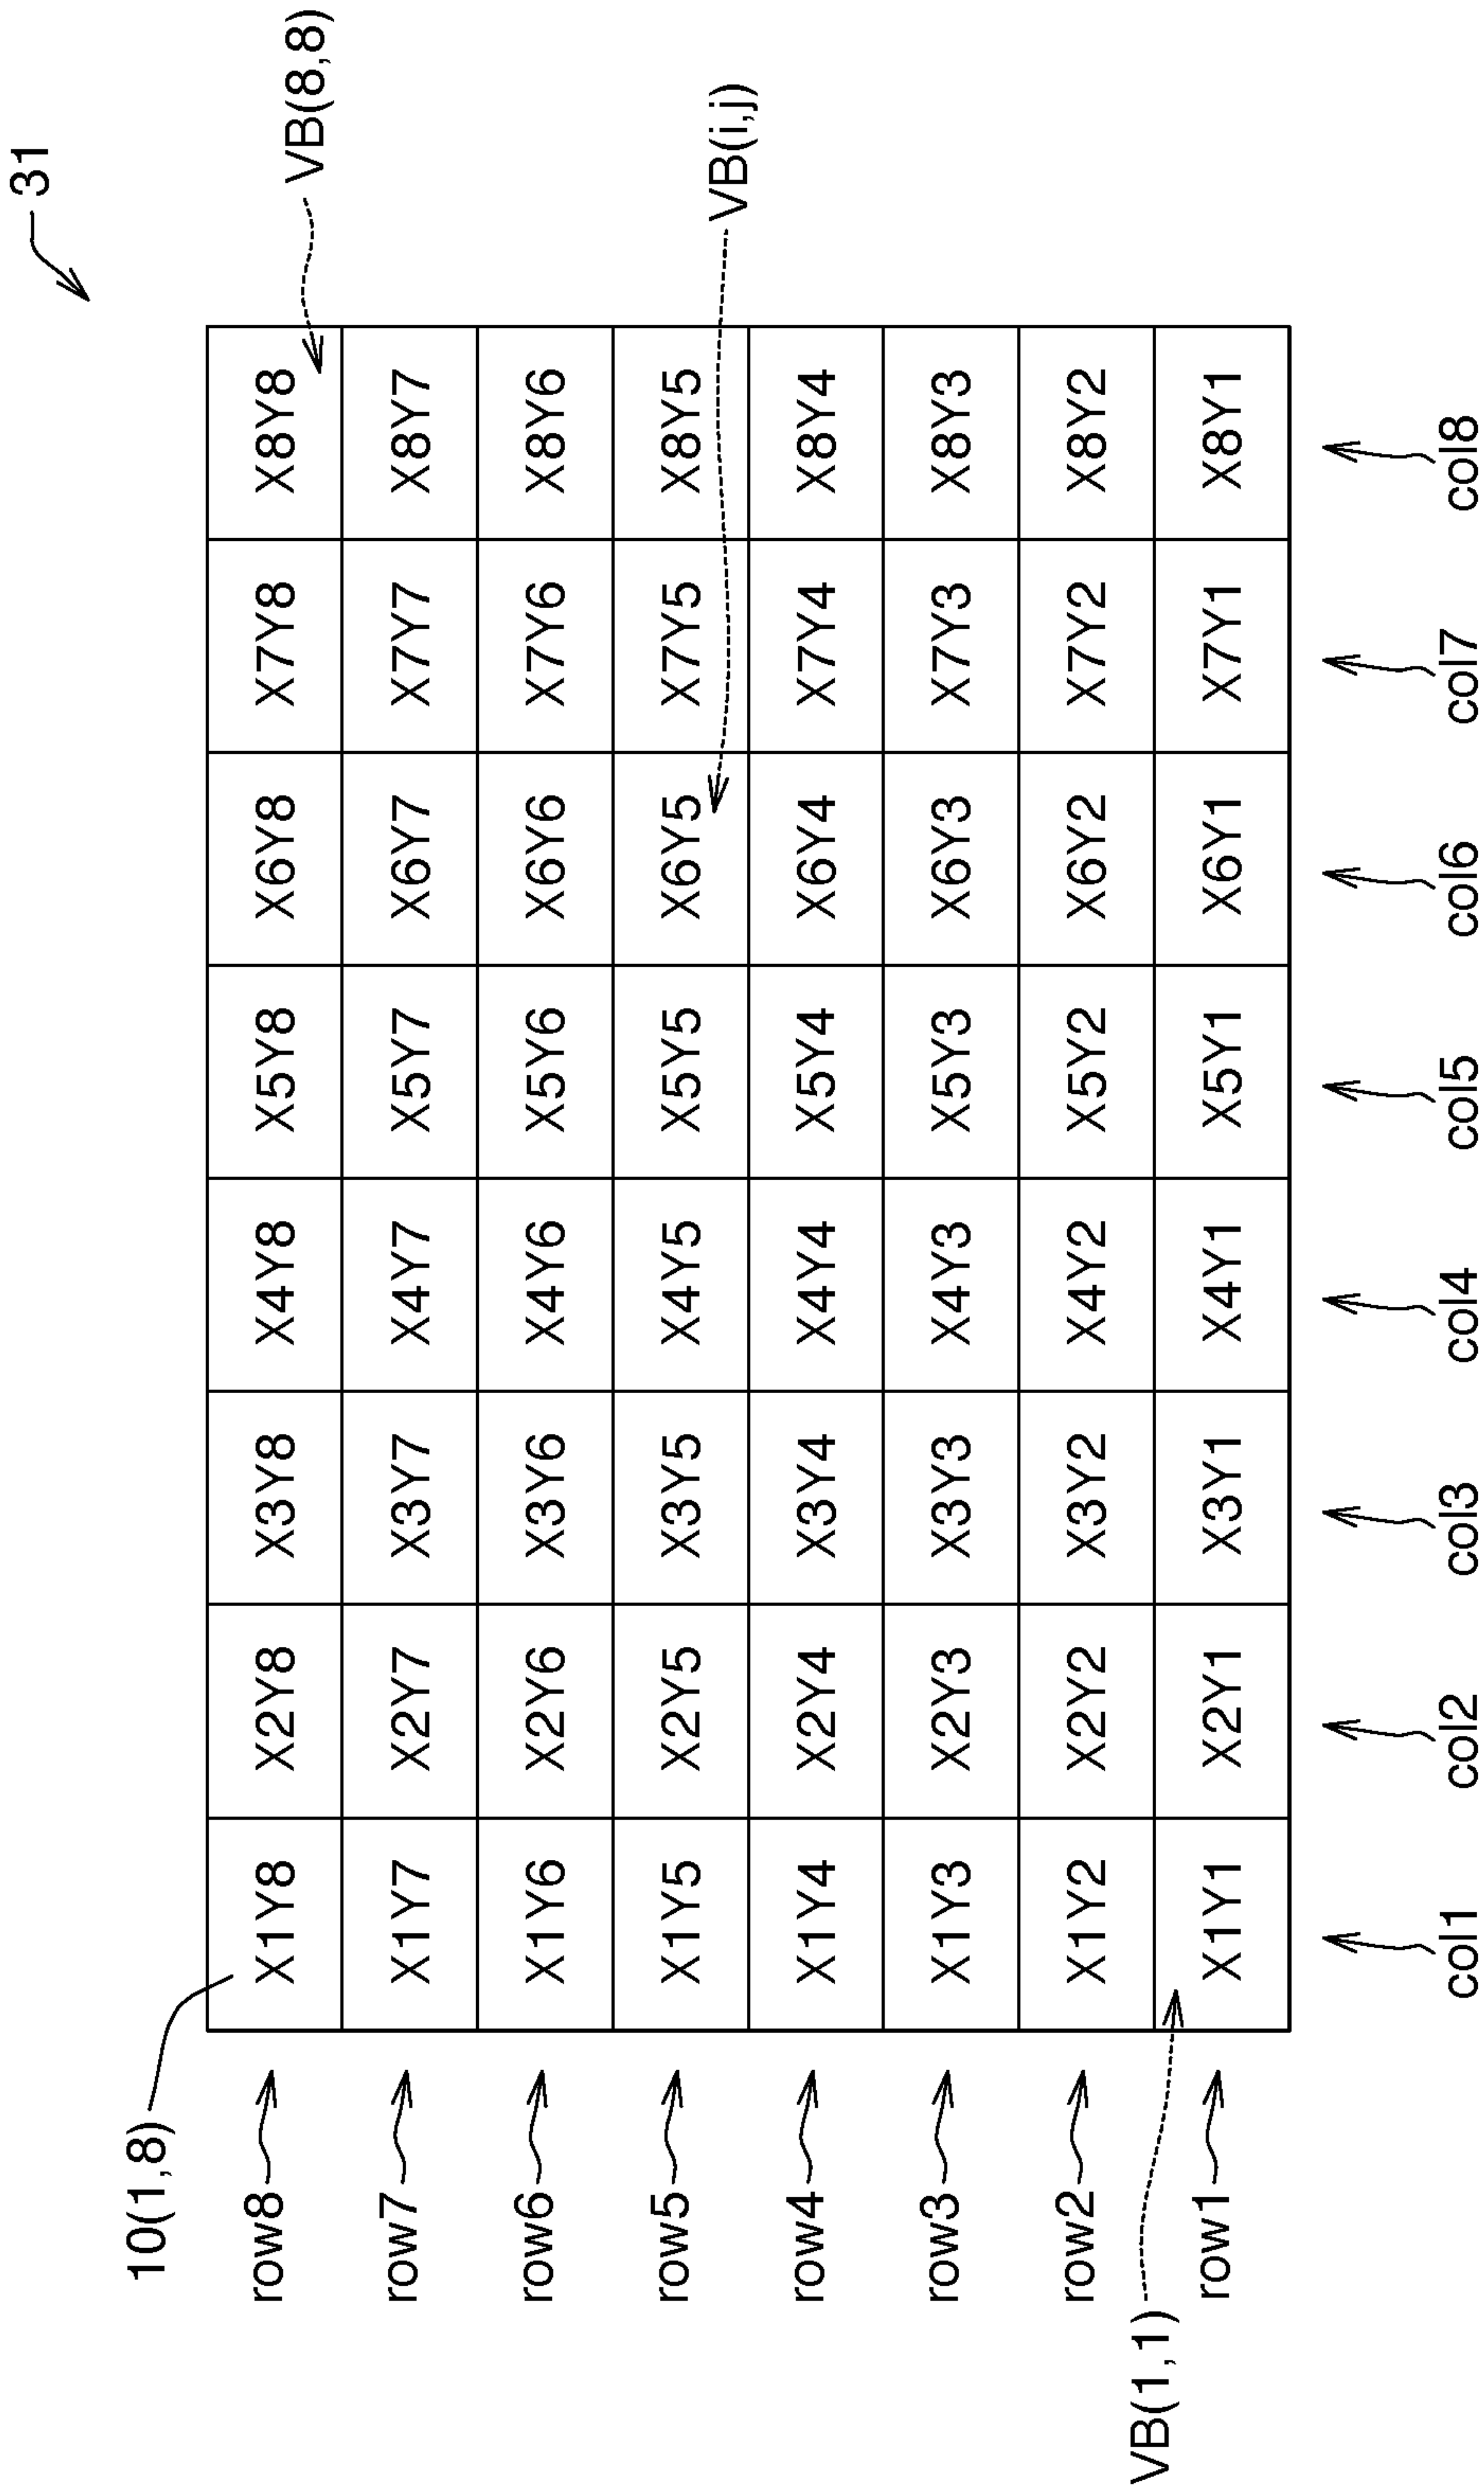 31
10(1,8)
VB(8,8)
row8 X1Y8 X2Y8 X3Y8 X4Y8 X5Y8 X6Y8 X7Y8 X8Y8
row7 X1Y7 X2Y7 X3Y7 X4Y7 X5Y7 X6Y7 X7Y7 X8Y7
row6 X1Y6 X2Y6 X3Y6 X4Y6 X5Y6 X6Y6 X7Y6 X8Y6
row5 X1Y5 X2Y5 X3Y5 X4Y5 X5Y5 X6Y5 X7Y5 X8Y5
VB(i,j)
row4 X1Y4 X2Y4 X3Y4 X4Y4 X5Y4 X6Y4 X7Y4 X8Y4
row3 X1Y3 X2Y3 X3Y3 X4Y3 X5Y3 X6Y3 X7Y3 X8Y3
row2 X1Y2 X2Y2 X3Y2 X4Y2 X5Y2 X6Y2 X7Y2 X8Y2
VB(1,1)
row1 X1Y1 X2Y1 X3Y1 X4Y1 X5Y1 X6Y1 X7Y1 X8Y1
col1 col2 col3 col4 col5 col6 col7 col8